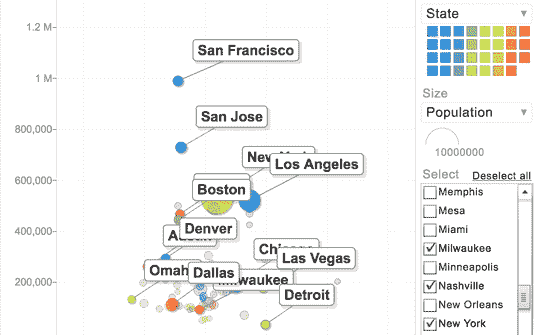 1.2 M
1 M
800,000
600,000
400,000
200,000
San Francisco
San Jose
Los Angeles
Boston
Denver
Omaha
Dallas
Las Vegas
Detroit
State
Size
Population
10000000
Select Deselect all
Memphis
Mesa
Miami
Milwaukee
Minneapolis
Nashville
New Orleans
New York